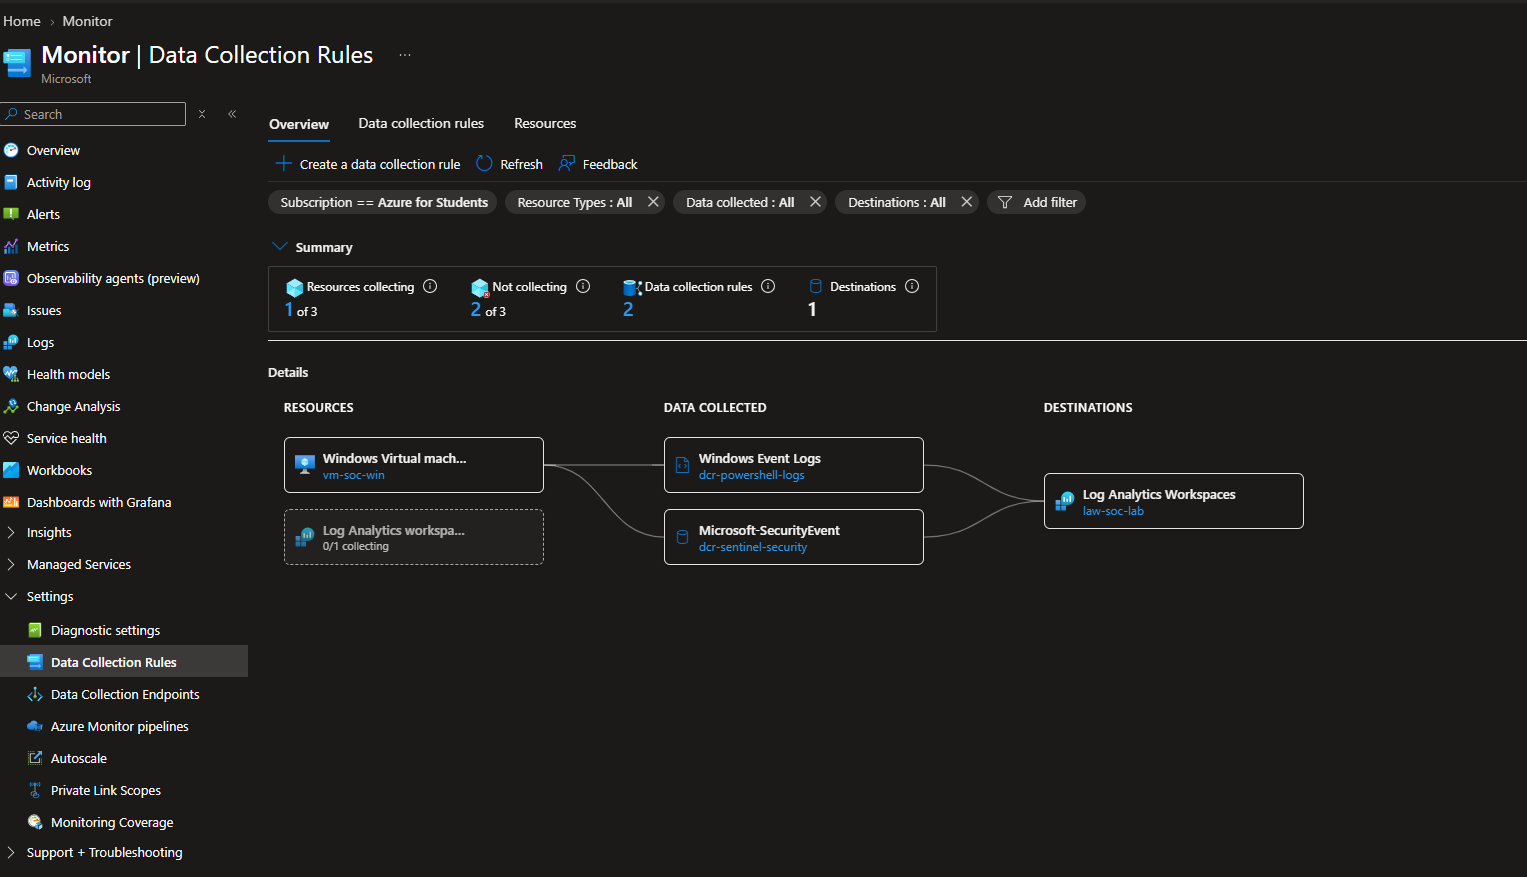 Home > Monitor
Monitor | Data Collection Rules ...
Microsoft
Search
Overview
Activity log
Alerts
Metrics
Observability agents (preview)
Issues
Logs
Health models
Change Analysis
Service health
Workbooks
Dashboards with Grafana
Insights
Managed Services
Settings
Diagnostic settings
Data Collection Rules
Data Collection Endpoints
Azure Monitor pipelines
Autoscale
Private Link Scopes
Monitoring Coverage
Support + Troubleshooting
Overview Data collection rules Resources
Create a data collection rule Refresh Feedback
Subscription == Azure for Students Resource Types : All Data collected : All Destinations : All Add filter
Summary
Resources collecting Not collecting Data collection rules Destinations
1 of 3 2 of 3 2 1
Details
RESOURCES DATA COLLECTED DESTINATIONS
Windows Virtual mach...
vm-soc-win
Log Analytics workspa...
0/1 collecting
Windows Event Logs
dcr-powershell-logs
Microsoft-SecurityEvent
dcr-sentinel-security
Log Analytics Workspaces
law-soc-lab